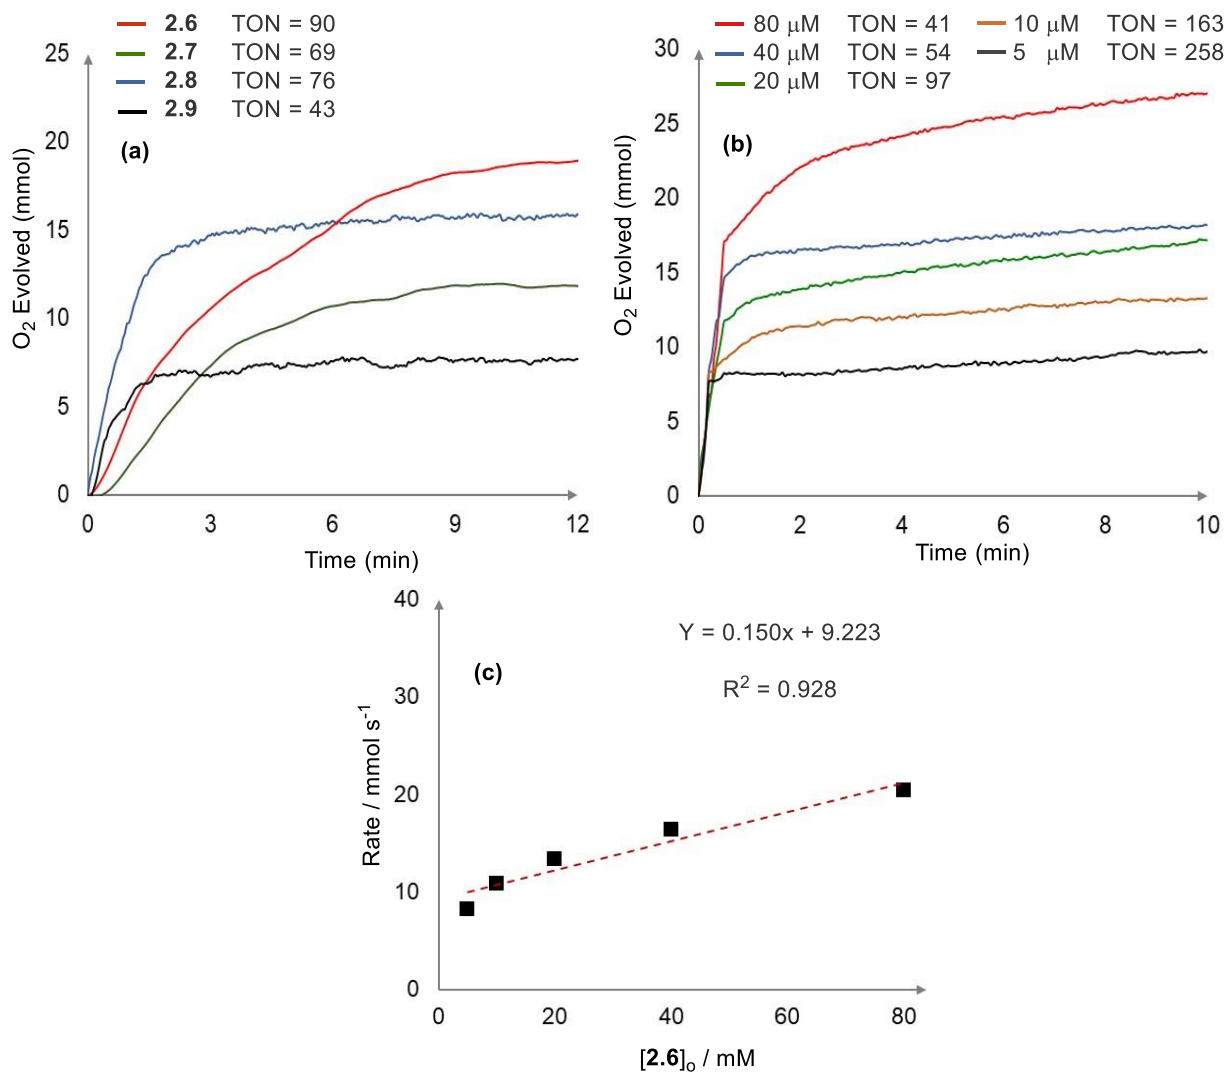 2.6 TON = 90
2.7 TON = 69
2.8 TON = 76
2.9 TON = 43
(a)
O2 Evolved (mmol)
25
20
15
10
5
0
0 3 6 9 12
Time (min)
80 μM TON = 41 10 μM TON = 163
40 μM TON = 54 5 μM TON = 258
20 μM TON = 97
(b)
O2 Evolved (mmol)
30
25
20
15
10
5
0
0 2 4 6 8 10
Time (min)
Y = 0.150x + 9.223
R² = 0.928
(c)
Rate / mmol s⁻¹
40
30
20
10
0
0 20 40 60 80
[2.6]o / mM